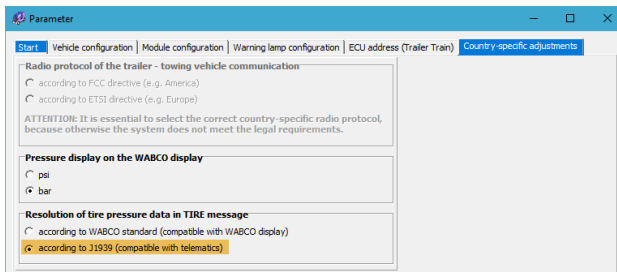 Parameter
Start
Vehicle configuration
Module configuration
Warning lamp configuration
ECU address (Trailer Train)
Country-specific adjustments
Radio protocol of the trailer - towing vehicle communication
according to FCC directive (e.g. America)
according to ETSI directive (e.g. Europe)
ATTENTION: It is essential to select the correct country-specific radio protocol,
because otherwise the system does not meet the legal requirements.
Pressure display on the WABCO display
psi
bar
Resolution of tire pressure data in TIRE message
according to WABCO standard (compatible with WABCO display)
according to J1939 (compatible with telematics)